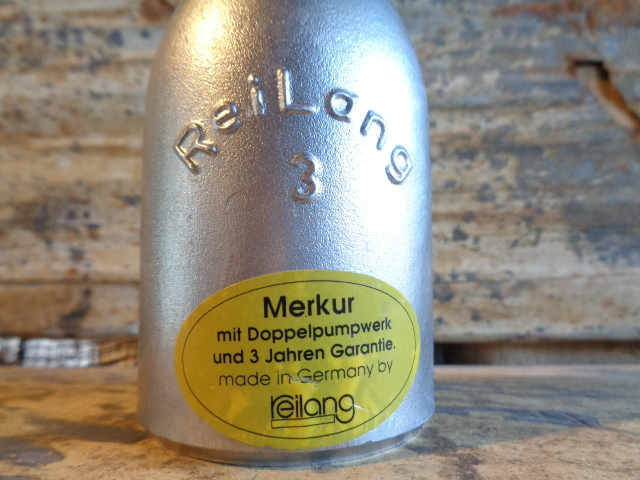 ReiLang
3
Merkur
mit Doppelpumpwerk
und 3 Jahren Garantie.
made in Germany by
reilang